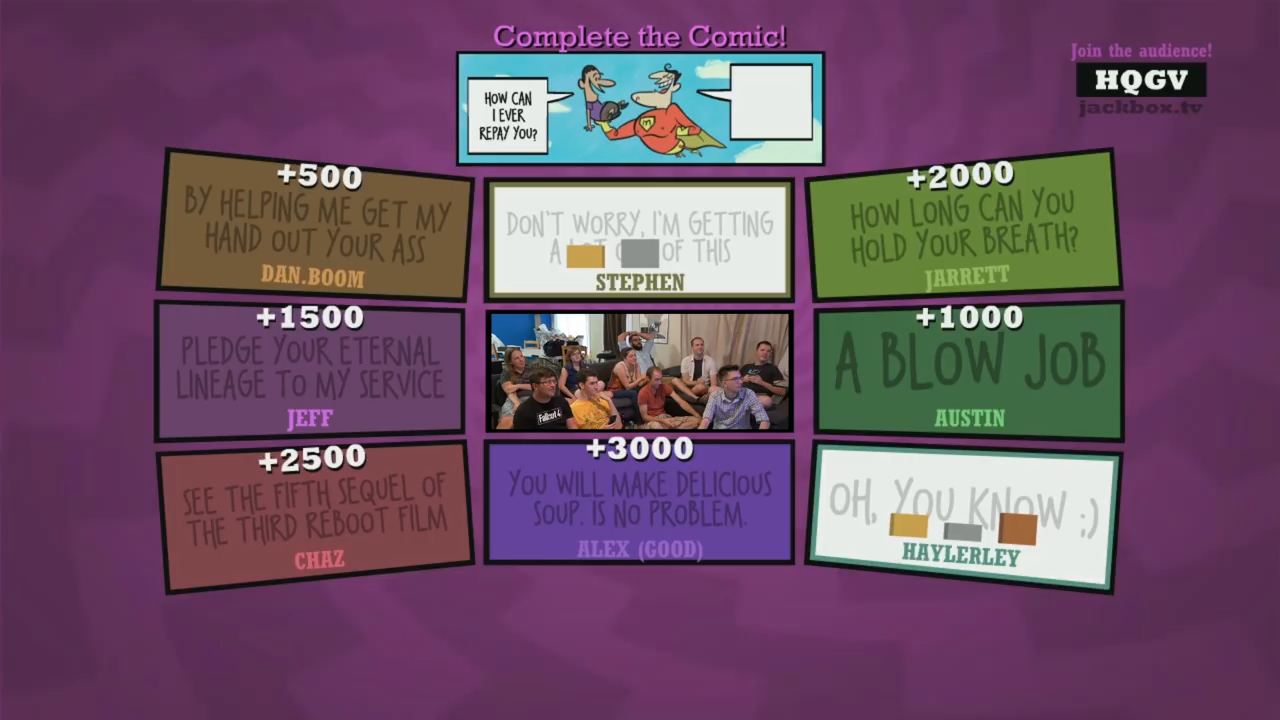 Complete the Comic!
Join the audience!
HQGV
jackbox.tv
HOW CAN
I EVER
REPAY YOU?
M
+500
BY HELPING ME GET MY
HAND OUT YOUR ASS
DAN.BOOM
DON'T WORRY, I'M GETTING
A LOT OF THIS
STEPHEN
+2000
HOW LONG CAN YOU
HOLD YOUR BREATH?
JARRETT
+1500
PLEDGE YOUR ETERNAL
LINEAGE TO MY SERVICE
JEFF
Fallout 4
+1000
A BLOW JOB
AUSTIN
+2500
SEE THE FIFTH SEQUEL OF
THE THIRD REBOOT FILM
CHAZ
+3000
YOU WILL MAKE DELICIOUS
SOUP. IS NO PROBLEM.
ALEX (GOOD)
OH, YOU KNOW :)
HAYLERLEY